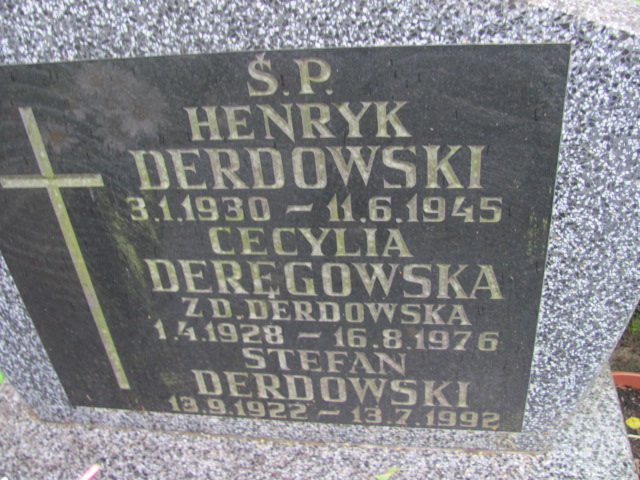 Ś.P.
HENRYK
DERDOWSKI
3.1.1930 – 11.6.1945
CECYLIA
DERĘGOWSKA
Z D. DERDOWSKA
1.4.1928 – 16.8.1976
STEFAN
DERDOWSKI
13.9.1922 – 13.7.1992